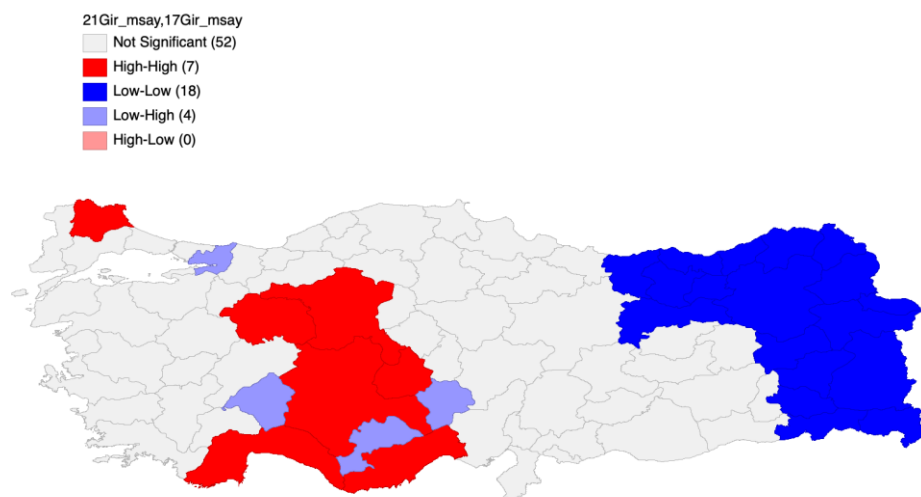 21Gir_msay,17Gir_msay
Not Significant (52)
High-High (7)
Low-Low (18)
Low-High (4)
High-Low (0)